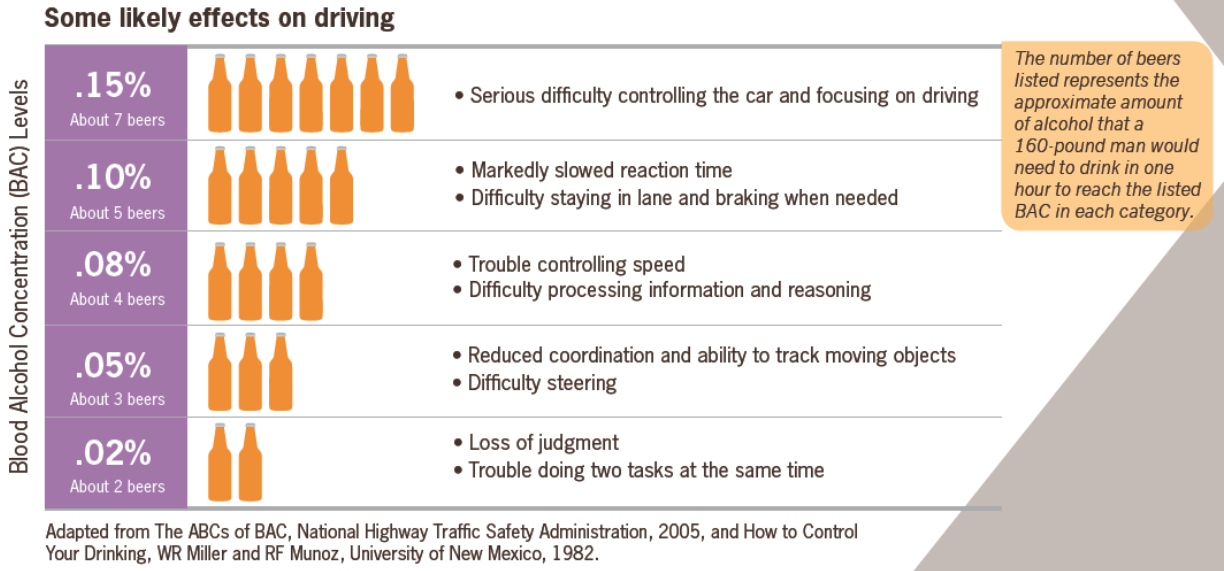 Some likely effects on driving
Blood Alcohol Concentration (BAC) Levels
.15%
About 7 beers
• Serious difficulty controlling the car and focusing on driving
.10%
About 5 beers
• Markedly slowed reaction time
• Difficulty staying in lane and braking when needed
.08%
About 4 beers
• Trouble controlling speed
• Difficulty processing information and reasoning
.05%
About 3 beers
• Reduced coordination and ability to track moving objects
• Difficulty steering
.02%
About 2 beers
• Loss of judgment
• Trouble doing two tasks at the same time
The number of beers
listed represents the
approximate amount
of alcohol that a
160-pound man would
need to drink in one
hour to reach the listed
BAC in each category.
Adapted from The ABCs of BAC, National Highway Traffic Safety Administration, 2005, and How to Control
Your Drinking, WR Miller and RF Munoz, University of New Mexico, 1982.